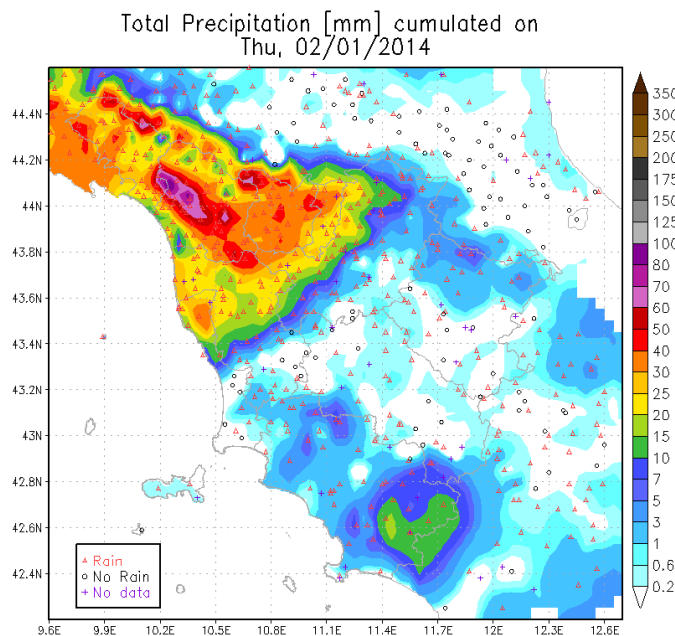 Total Precipitation [mm] cumulated on
Thu, 02/01/2014
44.4N
44.2N
44N
43.8N
43.6N
43.4N
43.2N
43N
42.8N
42.6N
42.4N
9.6E 9.9E 10.2E 10.5E 10.8E 11.1E 11.4E 11.7E 12E 12.3E 12.6E
Rain
No Rain
No data
350
300
250
200
175
150
125
100
80
70
60
50
40
30
25
20
15
10
7
5
3
1
0.6
0.2